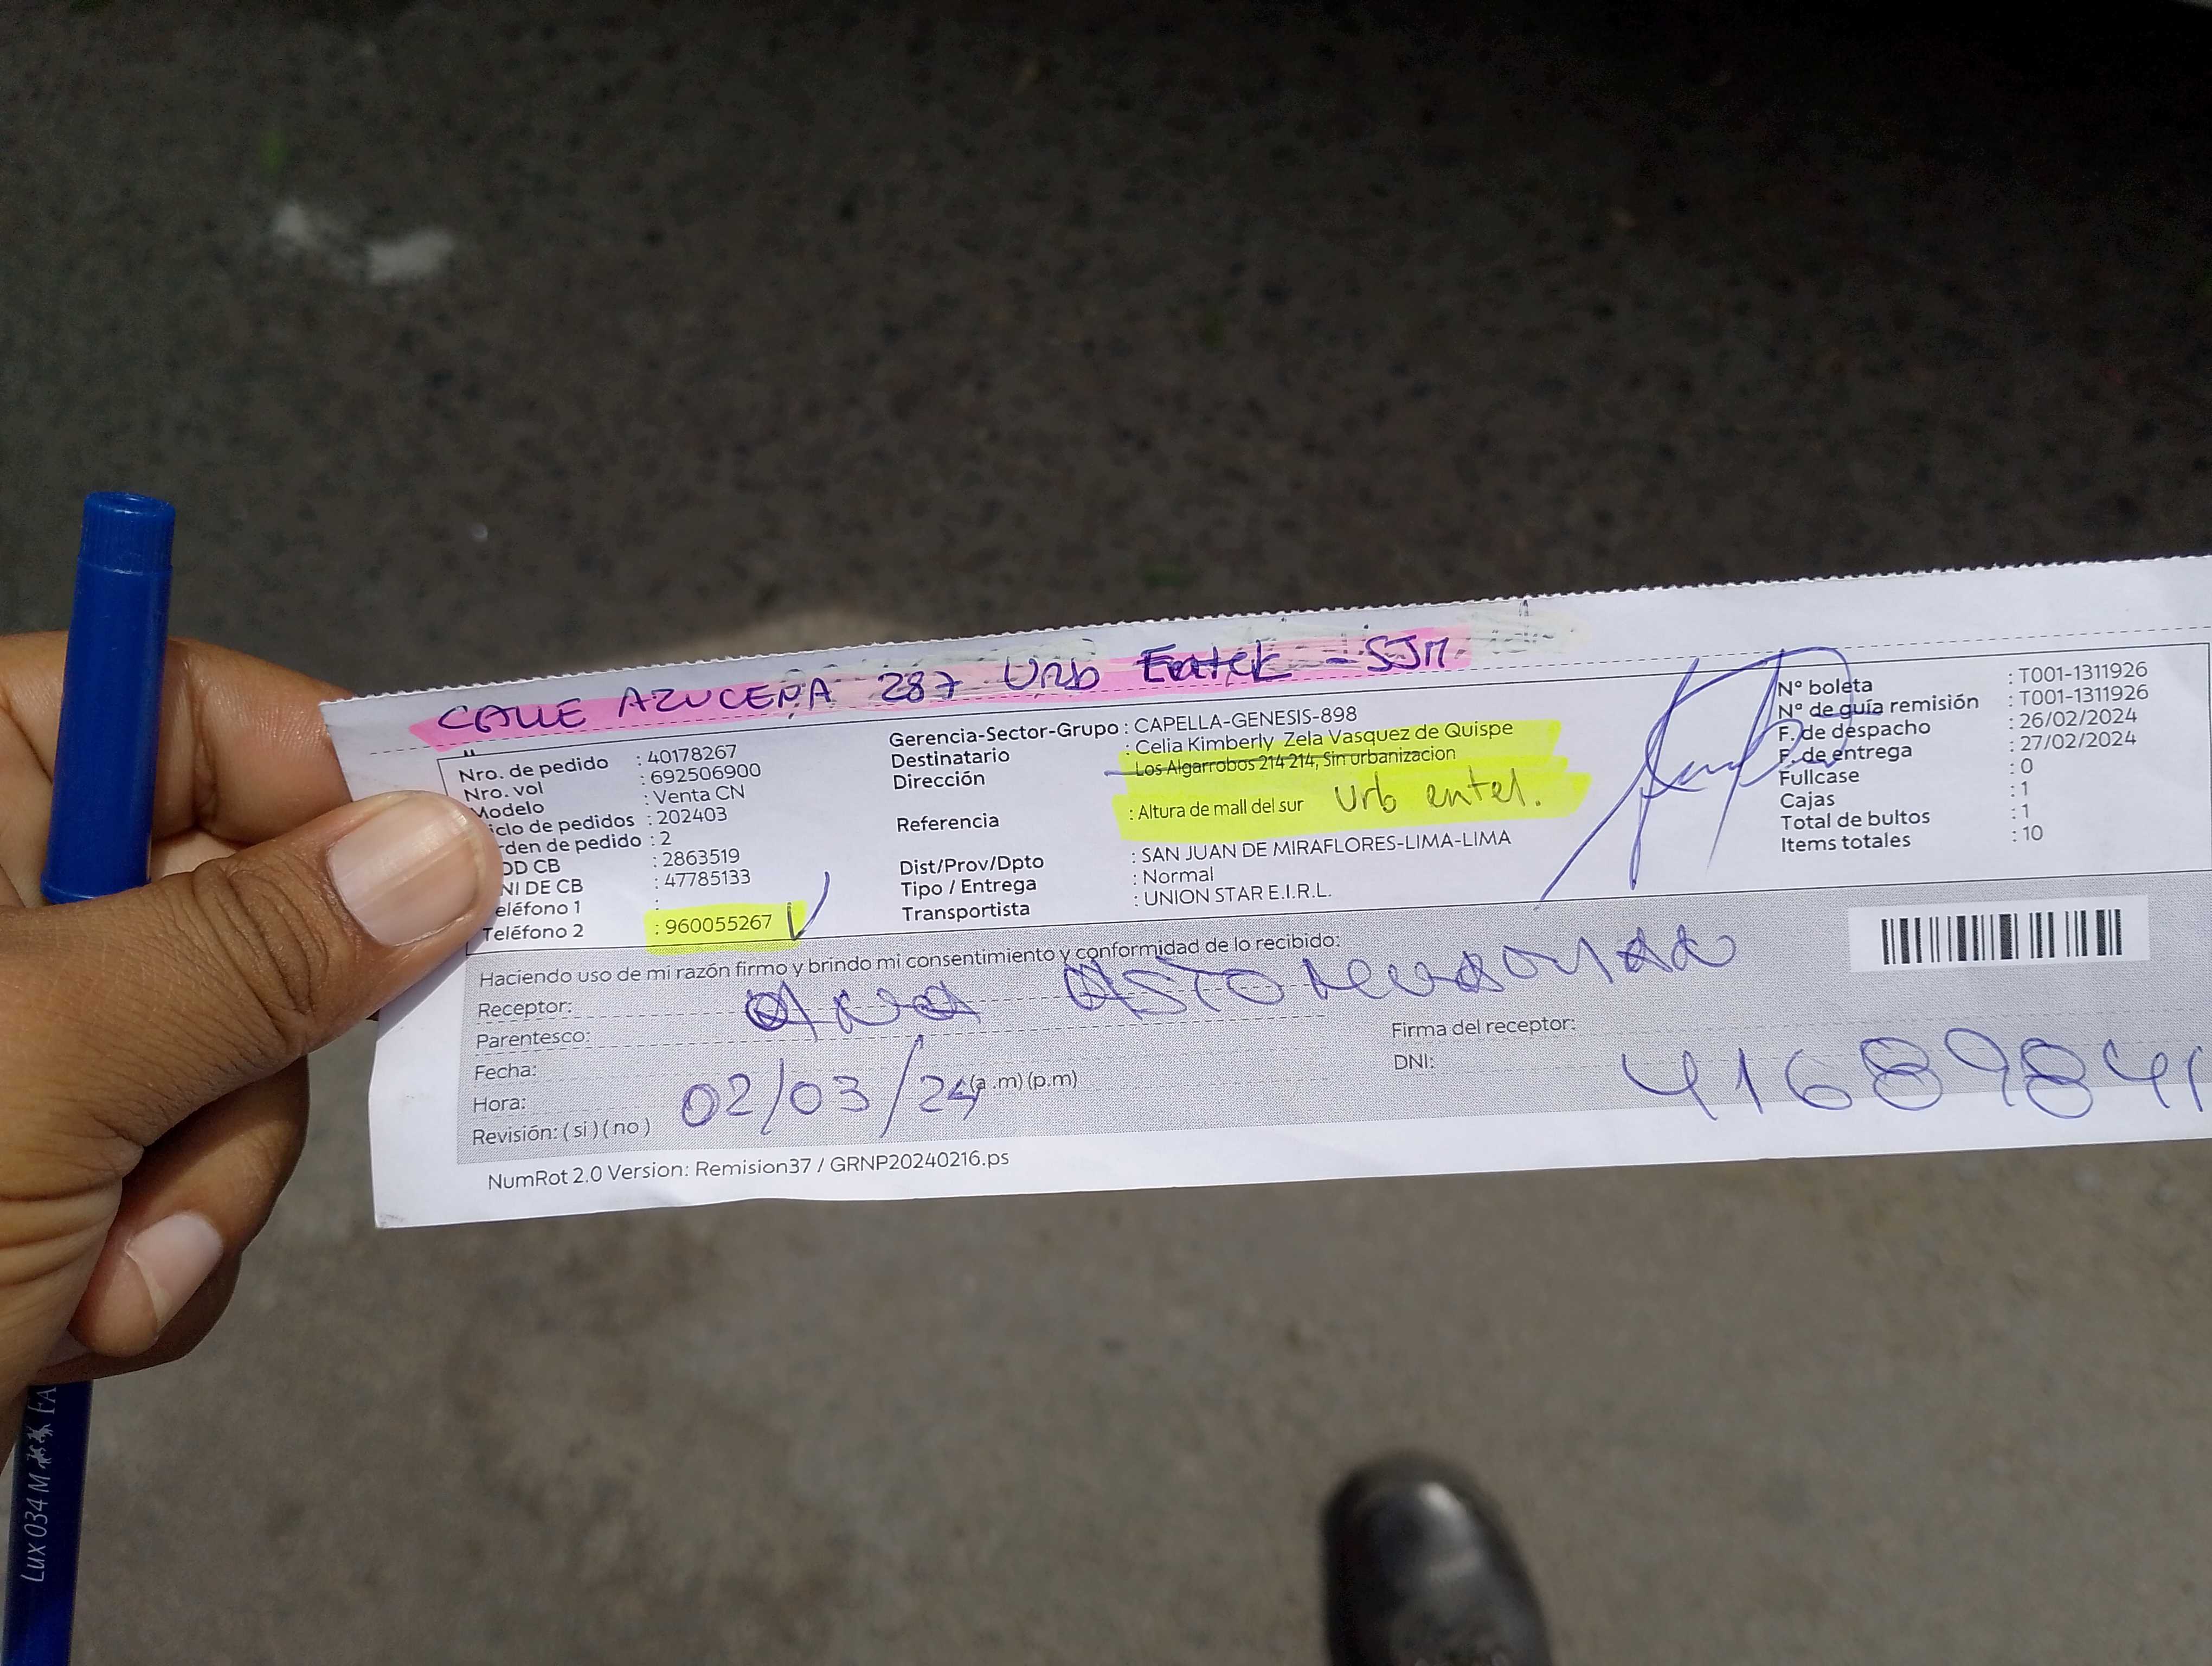 CALLE AZUCENA 287 Urb Entel - SJM.
Nro. de pedido : 40178267
Nro. vol : 692506900
Modelo : Venta CN
iclo de pedidos : 202403
rden de pedido : 2
OD CB : 2863519
NI DE CB : 47785133
eléfono 1 :
Teléfono 2 : 960055267
Gerencia-Sector-Grupo : CAPELLA-GENESIS-898
Destinatario : Celia Kimberly Zela Vasquez de Quispe
Dirección Los Algarrobos 214 214, Sin urbanizacion
Referencia : Altura de mall del sur Urb entel.
Dist/Prov/Dpto : SAN JUAN DE MIRAFLORES-LIMA-LIMA
Tipo / Entrega : Normal
Transportista : UNION STAR E.I.R.L.
N° boleta : T001-1311926
N° de guía remisión : T001-1311926
F. de despacho : 26/02/2024
F. de entrega : 27/02/2024
Fullcase : 0
Cajas : 1
Total de bultos : 1
Items totales : 10
Haciendo uso de mi razón firmo y brindo mi consentimiento y conformidad de lo recibido:
Receptor: Ana
Parentesco:
Fecha: 02/03/24
Hora: (a .m) (p.m)
Revisión: ( si ) ( no )
Firma del receptor:
DNI: 41689841
NumRot 2.0 Version: Remision37 / GRNP20240216.ps
Lux 034 M FA